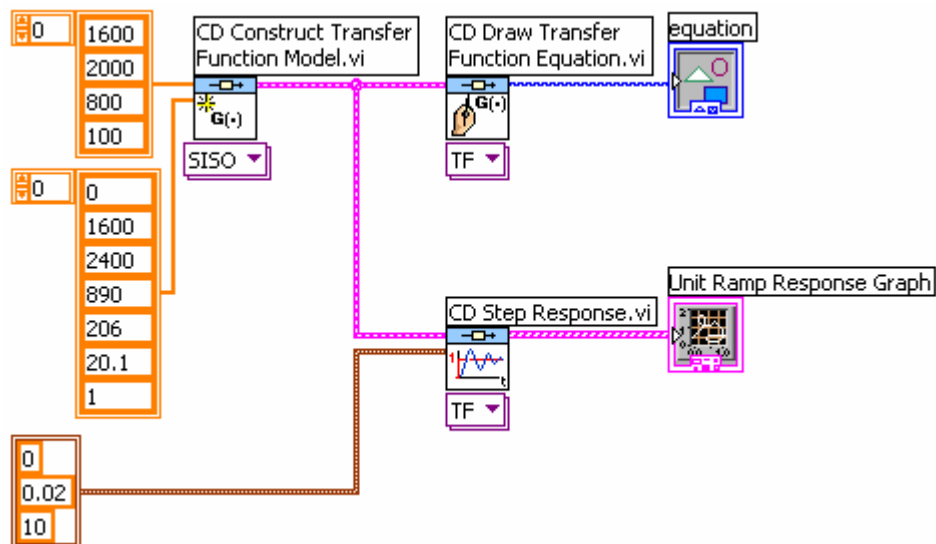 0
1600
2000
800
100
CD Construct Transfer
Function Model.vi
G(·)
SISO
CD Draw Transfer
Function Equation.vi
G(·)
TF
equation
0
0
1600
2400
890
206
20.1
1
CD Step Response.vi
1
t
TF
Unit Ramp Response Graph
0
0.02
10